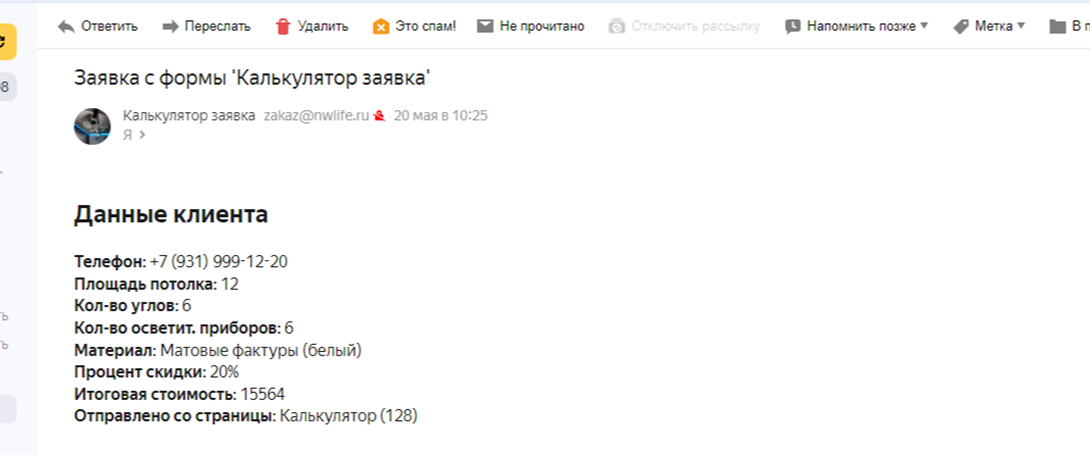 Ответить Переслать Удалить Это спам! Не прочитано Отключить рассылку Напомнить позже Метка В п
Заявка с формы 'Калькулятор заявка'
Калькулятор заявка zakaz@nwlife.ru 20 мая в 10:25
Я
Данные клиента
Телефон: +7 (931) 999-12-20
Площадь потолка: 12
Кол-во углов: 6
Кол-во осветит. приборов: 6
Материал: Матовые фактуры (белый)
Процент скидки: 20%
Итоговая стоимость: 15564
Отправлено со страницы: Калькулятор (128)